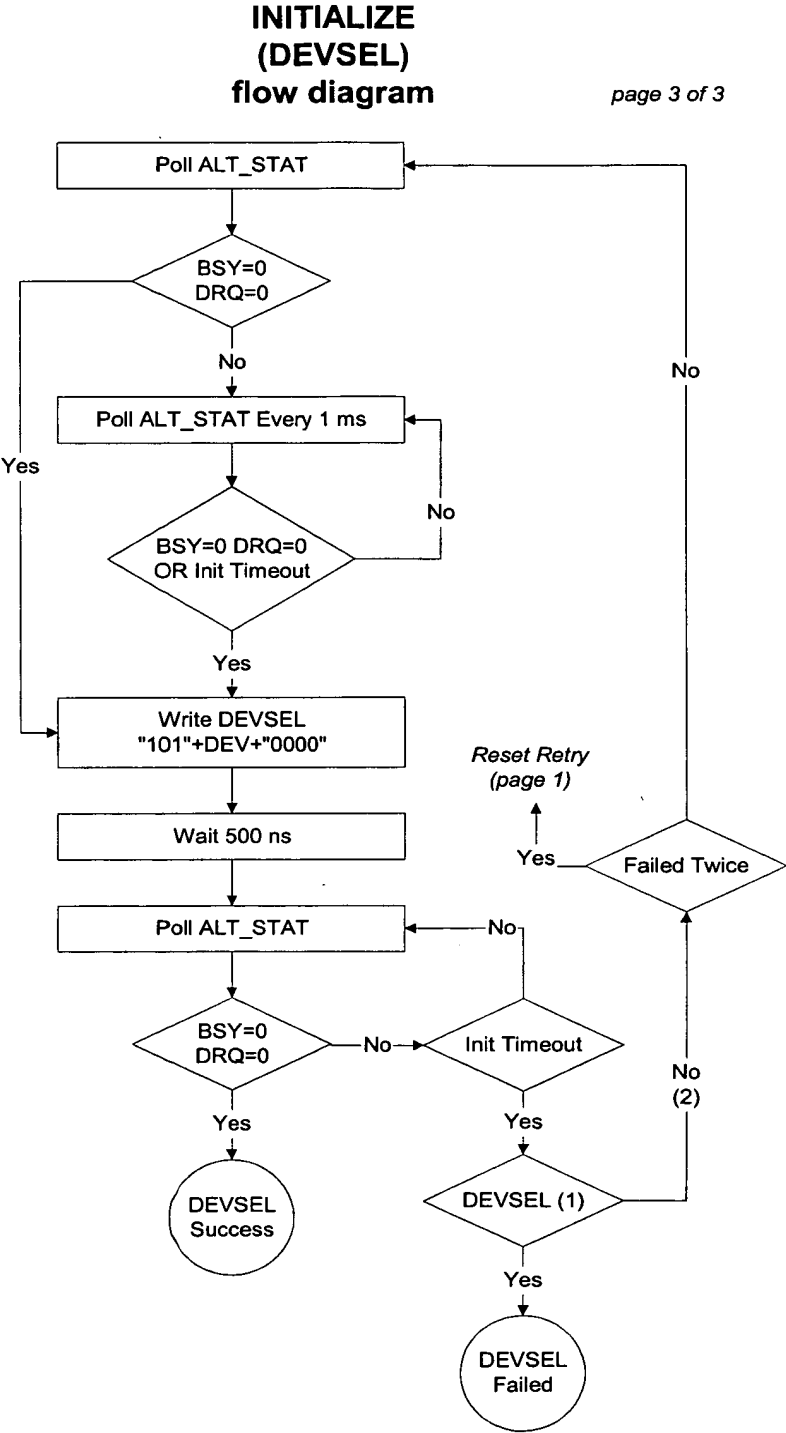 INITIALIZE
(DEVSEL)
flow diagram
page 3 of 3
Poll ALT_STAT
BSY=0
DRQ=0
No
No
Poll ALT_STAT Every 1 ms
Yes
No
BSY=0 DRQ=0
OR Init Timeout
Yes
Write DEVSEL
"101"+DEV+"0000"
Reset Retry
(page 1)
Wait 500 ns
Yes
Failed Twice
Poll ALT_STAT
No
BSY=0
DRQ=0
No
Init Timeout
No
(2)
Yes
Yes
DEVSEL
Success
DEVSEL (1)
Yes
DEVSEL
Failed